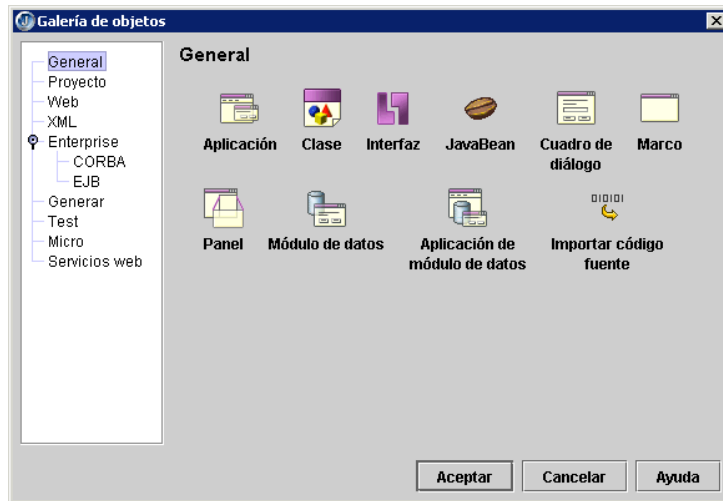 Galería de objetos
General
Proyecto
Web
XML
Enterprise
CORBA
EJB
Generar
Test
Micro
Servicios web
General
Aplicación Clase Interfaz JavaBean Cuadro de Marco
diálogo
010101
Panel Módulo de datos Aplicación de Importar código
módulo de datos fuente
Aceptar Cancelar Ayuda